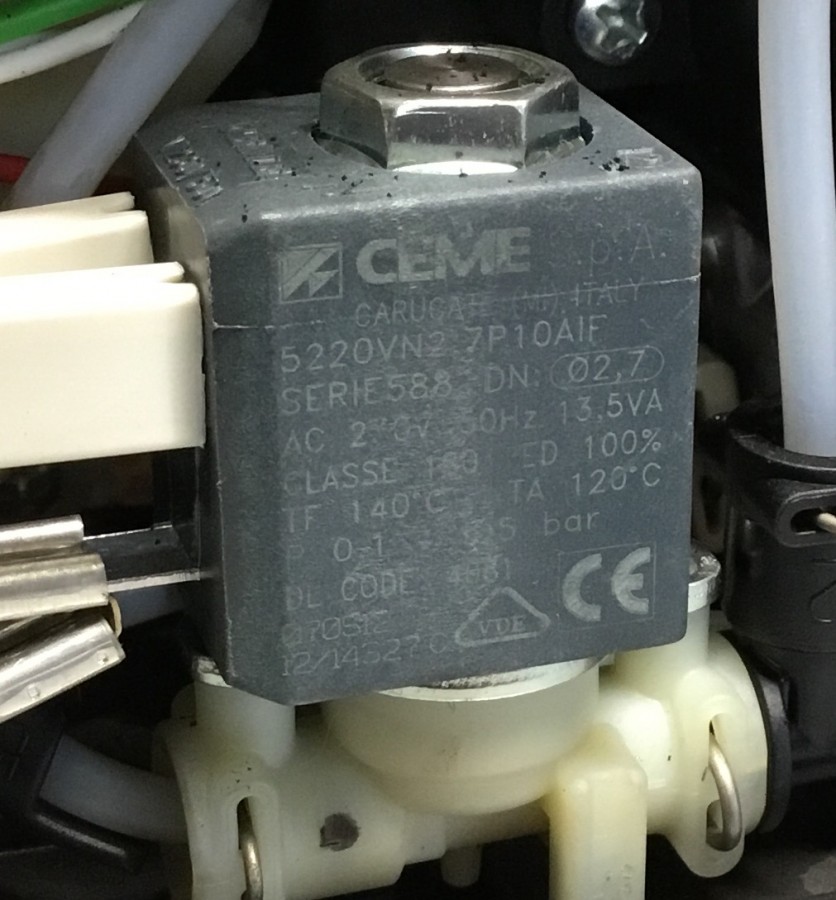 CEME S.p.A.
CARUGATE (MI) ITALY
5220VN2,7P10AIF
SERIE588 DN: Ø2,7
AC 230V 50Hz 13,5VA
CLASSE ED 100%
TF 140°C TA 120°C
bar
DL CODE
VDE
CE